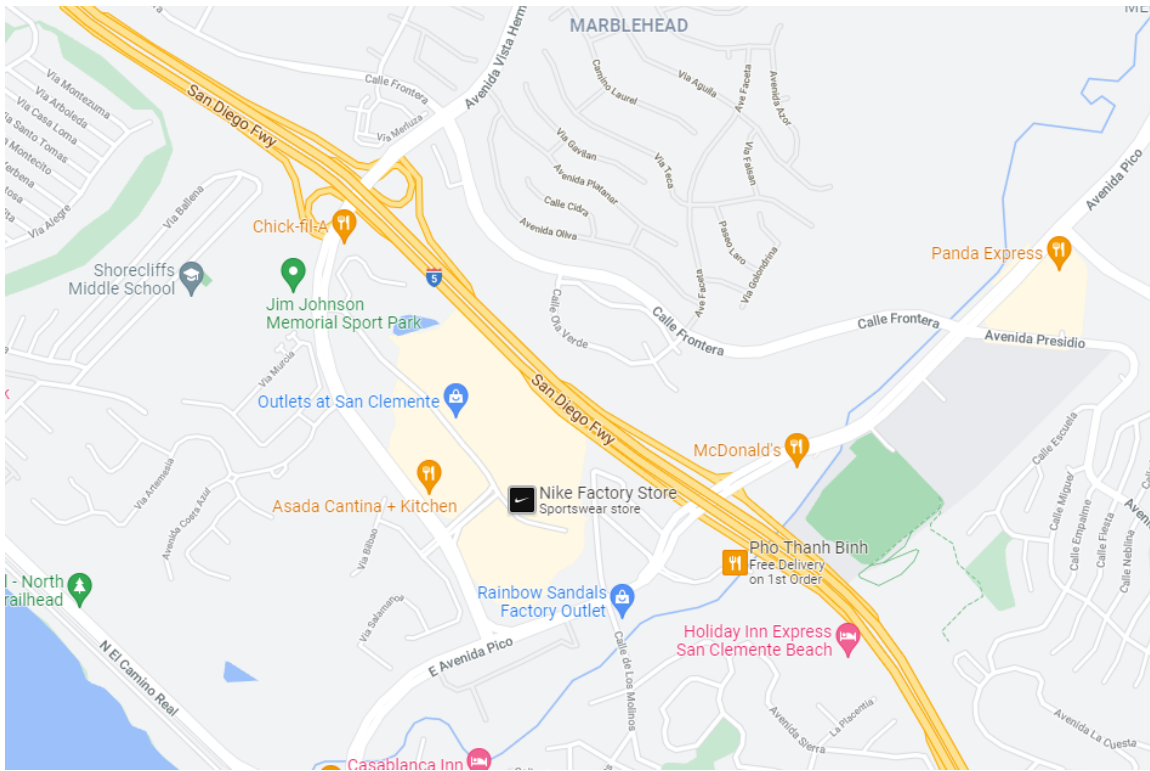 MARBLEHEAD
Avenida Vista Herm
Calle Frontera
Via Merluza
San Diego Fwy
Via Montezuma
Via Arboleda
Via Casa Loma
Via Santo Tomas
Montecito
Verbena
Via Alegre
Via Ballena
Camino Laurel
Via Aguila
Ave Faceta
Avenida Azor
Via Gavilan
Via Teca
Via Faisan
Avenida Platanar
Calle Cidra
Avenida Oliva
Paseo Laro
Via Golondrina
Ave Faceta
Avenida Pico
Chick-fil-A
Panda Express
Shorecliffs
Middle School
Jim Johnson
Memorial Sport Park
5
Calle Ola Verde
Calle Frontera
Calle Frontera
Avenida Presidio
Via Murcia
San Diego Fwy
Outlets at San Clemente
McDonald's
Calle Escuela
Via Artemesia
Avenida Costa Azul
Asada Cantina + Kitchen
Nike Factory Store
Sportswear store
Calle Miguel
Calle Empalme
Calle Fiesta
Calle Neblina
Via Bilbao
Pho Thanh Binh
Free Delivery
on 1st Order
l - North
railhead
Rainbow Sandals
Factory Outlet
Via Salamanca
Calle de Los Molinos
Holiday Inn Express
San Clemente Beach
E Avenida Pico
N El Camino Real
La Placentia
Avenida Sierra
Avenida La Cuesta
Casablanca Inn